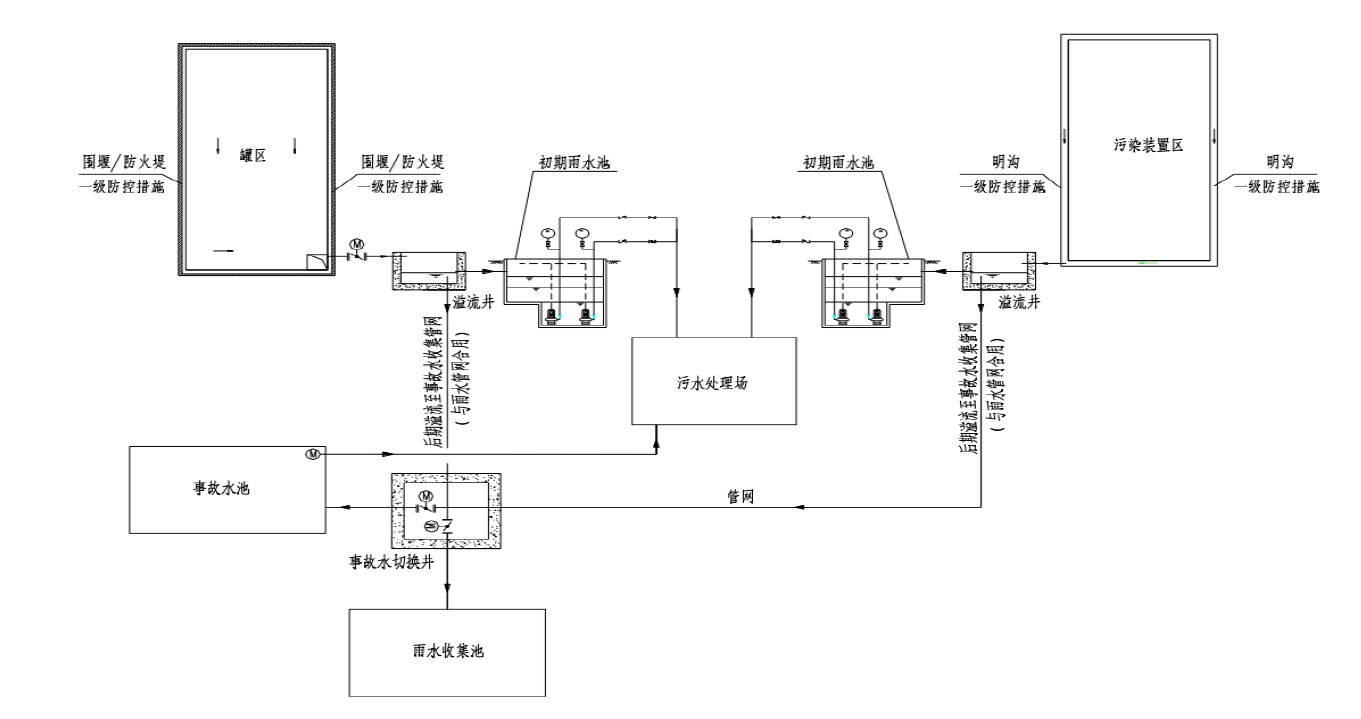 罐区
围堰/防火堤
一级防控措施
围堰/防火堤
一级防控措施
初期雨水池
初期雨水池
污染装置区
明沟
一级防控措施
明沟
一级防控措施
M
溢流井
溢流井
后期溢流至事故水收集管网
(与雨水管网合用)
后期溢流至事故水收集管网
(与雨水管网合用)
污水处理场
事故水池
M
M
M
管网
事故水切换井
雨水收集池